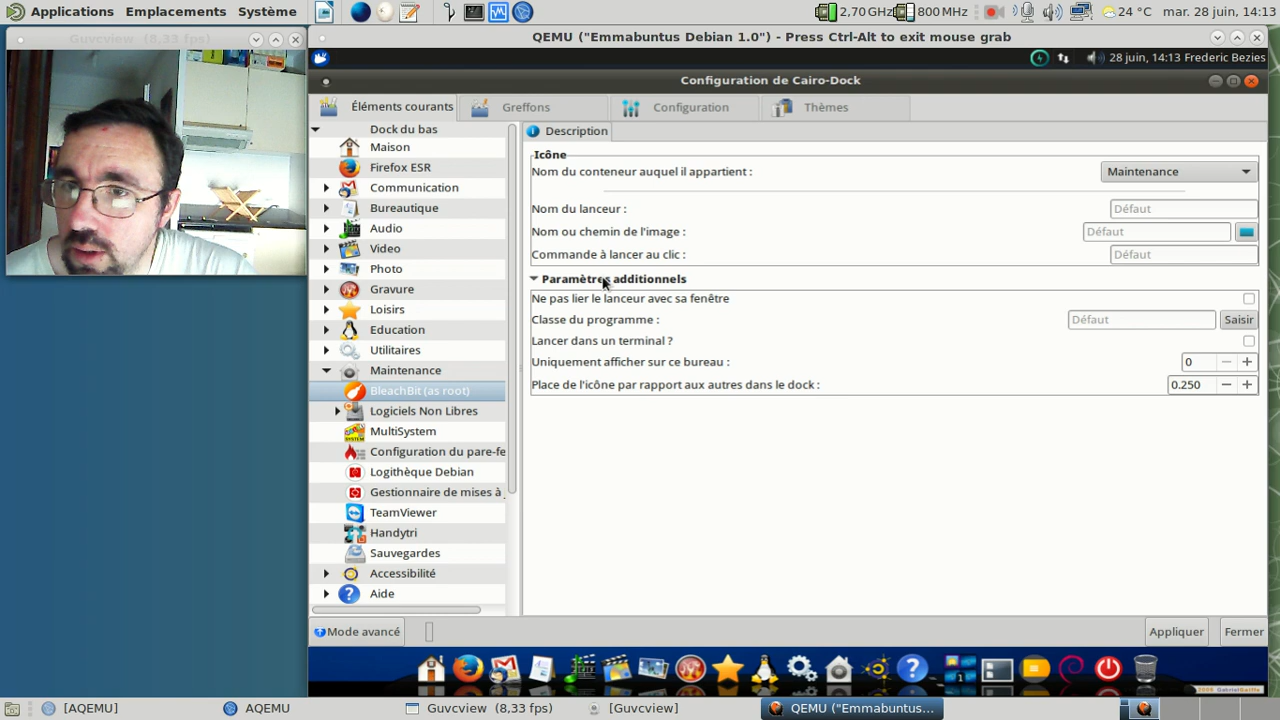 Applications Emplacements Système
2,70 GHz 800 MHz 24 °C mar. 28 juin, 14:13
Guvcview (8,33 fps)
QEMU ("Emmabuntus Debian 1.0") - Press Ctrl-Alt to exit mouse grab
28 juin, 14:13 Frederic Bezies
Configuration de Cairo-Dock
Éléments courants
Greffons
Configuration
Thèmes
Dock du bas
Maison
Firefox ESR
Communication
Bureautique
Audio
Video
Photo
Gravure
Loisirs
Education
Utilitaires
Maintenance
BleachBit (as root)
Logiciels Non Libres
MultiSystem
Configuration du pare-fe
Logithèque Debian
Gestionnaire de mises à
TeamViewer
Handytri
Sauvegardes
Accessibilité
Aide
Description
Icône
Nom du conteneur auquel il appartient : Maintenance
Nom du lanceur : Défaut
Nom ou chemin de l'image : Défaut
Commande à lancer au clic : Défaut
Paramètres additionnels
Ne pas lier le lanceur avec sa fenêtre
Classe du programme : Défaut Saisir
Lancer dans un terminal ?
Uniquement afficher sur ce bureau : 0
Place de l'icône par rapport aux autres dans le dock : 0.250
Mode avancé
Appliquer
Fermer
[AQEMU]
AQEMU
Guvcview (8,33 fps)
[Guvcview]
QEMU ("Emmabuntus...